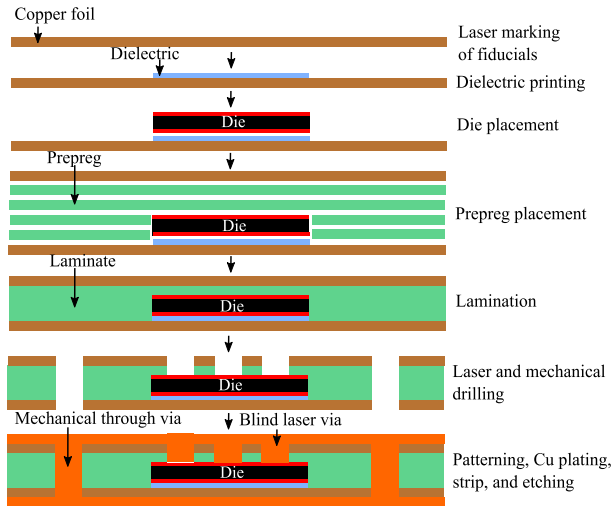 Copper foil
Laser marking
of fiducials
Dielectric
Dielectric printing
Die
Die placement
Prepreg
Die
Prepreg placement
Laminate
Die
Lamination
Die
Laser and mechanical
drilling
Mechanical through via
Blind laser via
Die
Patterning, Cu plating,
strip, and etching